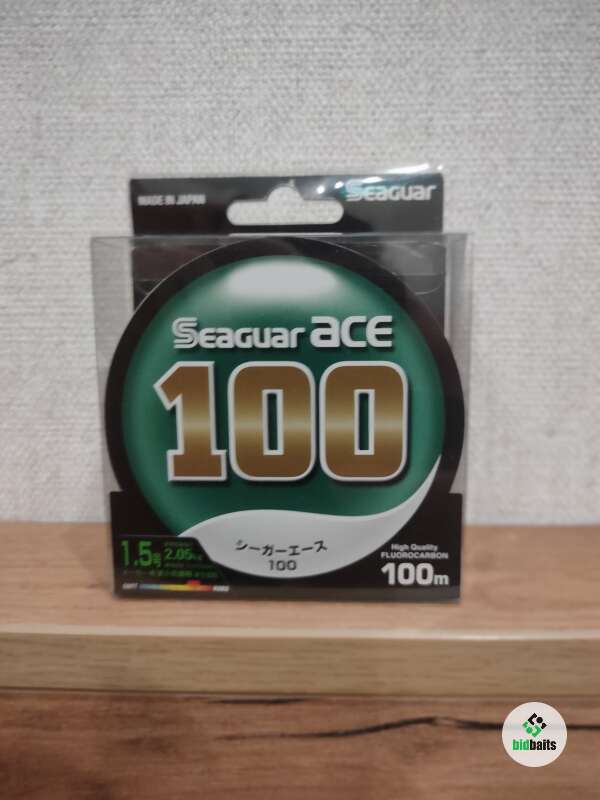 MADE IN JAPAN
Seaguar
Seaguar ace
100
シーガーエース
100
1.5号
2.05kg
High Quality
FLUOROCARBON
100m
bidbaits